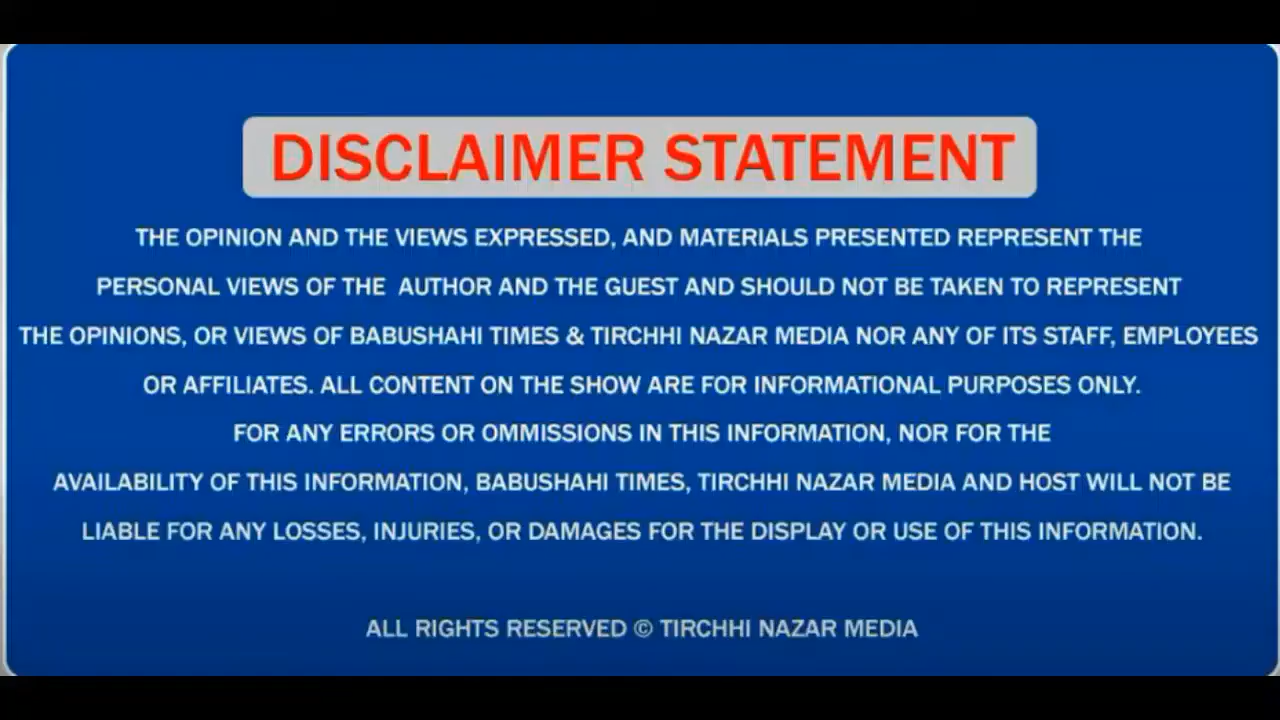 DISCLAIMER STATEMENT
THE OPINION AND THE VIEWS EXPRESSED, AND MATERIALS PRESENTED REPRESENT THE
PERSONAL VIEWS OF THE AUTHOR AND THE GUEST AND SHOULD NOT BE TAKEN TO REPRESENT
THE OPINIONS, OR VIEWS OF BABUSHAHI TIMES & TIRCHHI NAZAR MEDIA NOR ANY OF ITS STAFF, EMPLOYEES
OR AFFILIATES. ALL CONTENT ON THE SHOW ARE FOR INFORMATIONAL PURPOSES ONLY.
FOR ANY ERRORS OR OMMISSIONS IN THIS INFORMATION, NOR FOR THE
AVAILABILITY OF THIS INFORMATION, BABUSHAHI TIMES, TIRCHHI NAZAR MEDIA AND HOST WILL NOT BE
LIABLE FOR ANY LOSSES, INJURIES, OR DAMAGES FOR THE DISPLAY OR USE OF THIS INFORMATION.
ALL RIGHTS RESERVED © TIRCHHI NAZAR MEDIA